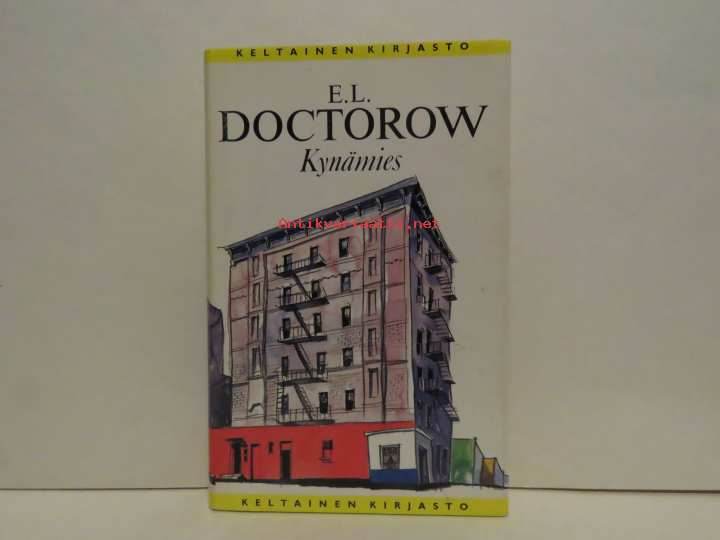 KELTAINEN KIRJASTO
E.L.
DOCTOROW
Kynämies
Antikvariaatti.net
KELTAINEN KIRJASTO